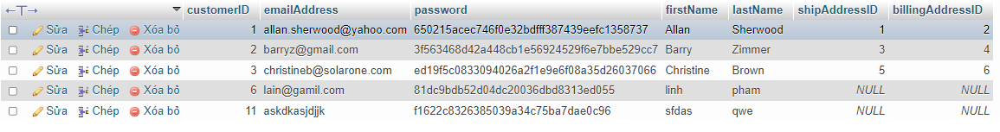 ←T→ customerID emailAddress password firstName lastName shipAddressID billingAddressID
Sửa Chép Xóa bỏ 1 allan.sherwood@yahoo.com 650215acec746f0e32bdfff387439eefc1358737 Allan Sherwood 1 2
Sửa Chép Xóa bỏ 2 barryz@gmail.com 3f563468d42a448cb1e56924529f6e7bbe529cc7 Barry Zimmer 3 4
Sửa Chép Xóa bỏ 3 christineb@solarone.com ed19f5c0833094026a2f1e9e6f08a35d26037066 Christine Brown 5 6
Sửa Chép Xóa bỏ 6 lain@gamil.com 81dc9bdb52d04dc20036dbd8313ed055 linh pham NULL NULL
Sửa Chép Xóa bỏ 11 askdkasjdjjk f1622c8326385039a34c75ba7dae0c96 sfdas qwe NULL NULL